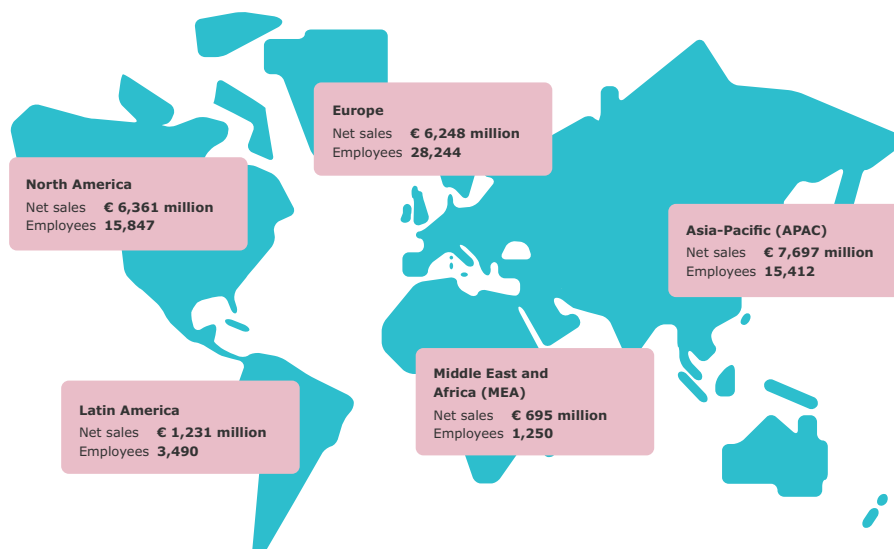 Europe
Net sales € 6,248 million
Employees 28,244
North America
Net sales € 6,361 million
Employees 15,847
Asia-Pacific (APAC)
Net sales € 7,697 million
Employees 15,412
Middle East and
Africa (MEA)
Net sales € 695 million
Employees 1,250
Latin America
Net sales € 1,231 million
Employees 3,490